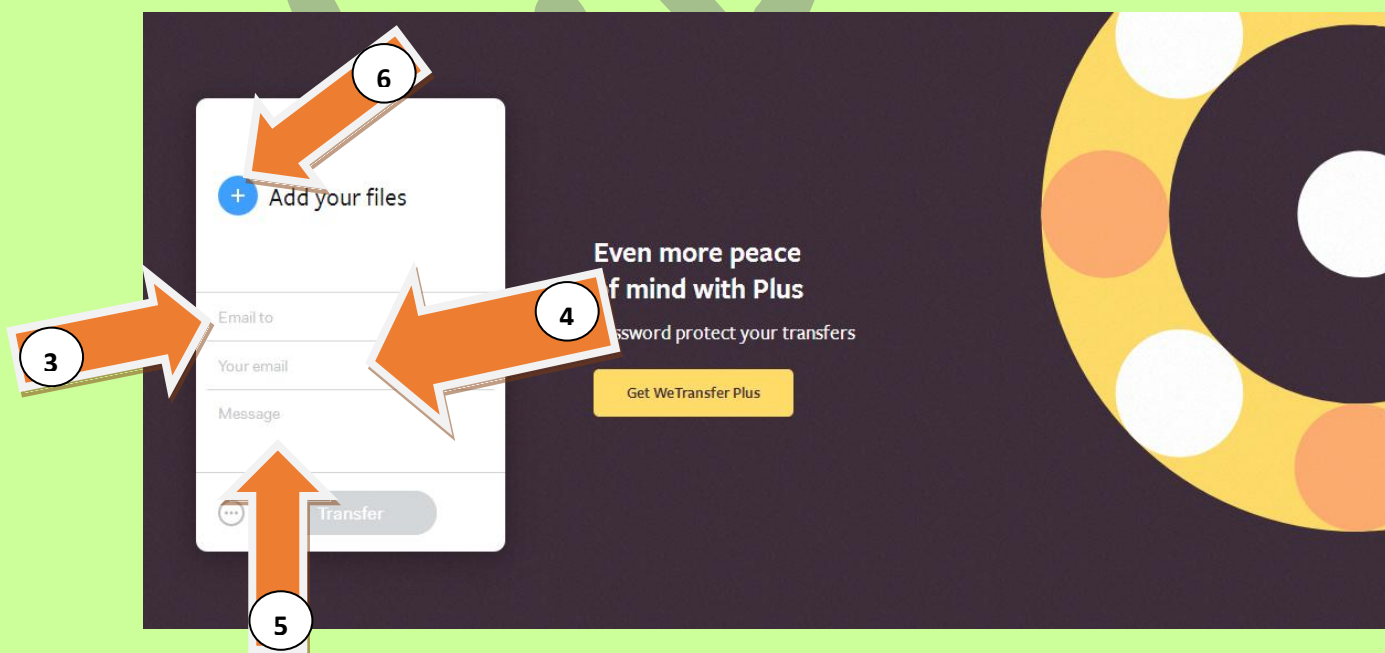 6
+
Add your files
Even more peace
of mind with Plus
Email to
4
3
ssword protect your transfers
Your email
Get WeTransfer Plus
Message
Transfer
5